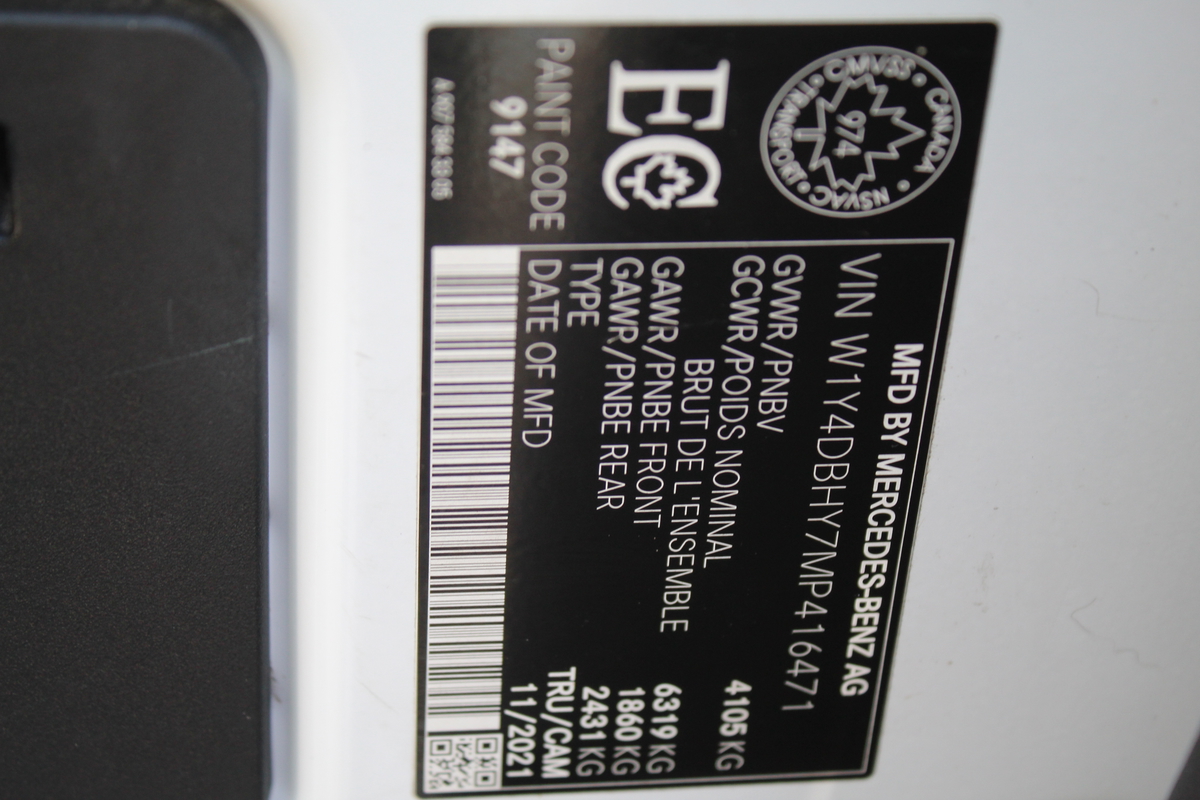 CMVSS • CANADA • NSVAC • TRANSPORT •
974
EC
PAINT CODE
9147
MFD BY MERCEDES-BENZ AG
VIN W1Y4DBHY7MP416471
GVWR/PNBV 4105 KG
GCWR/POIDS NOMINAL
BRUT DE L'ENSEMBLE 6319 KG
GAWR/PNBE FRONT 1860 KG
GAWR/PNBE REAR 2431 KG
TYPE TRU/CAM
DATE OF MFD 11/2021